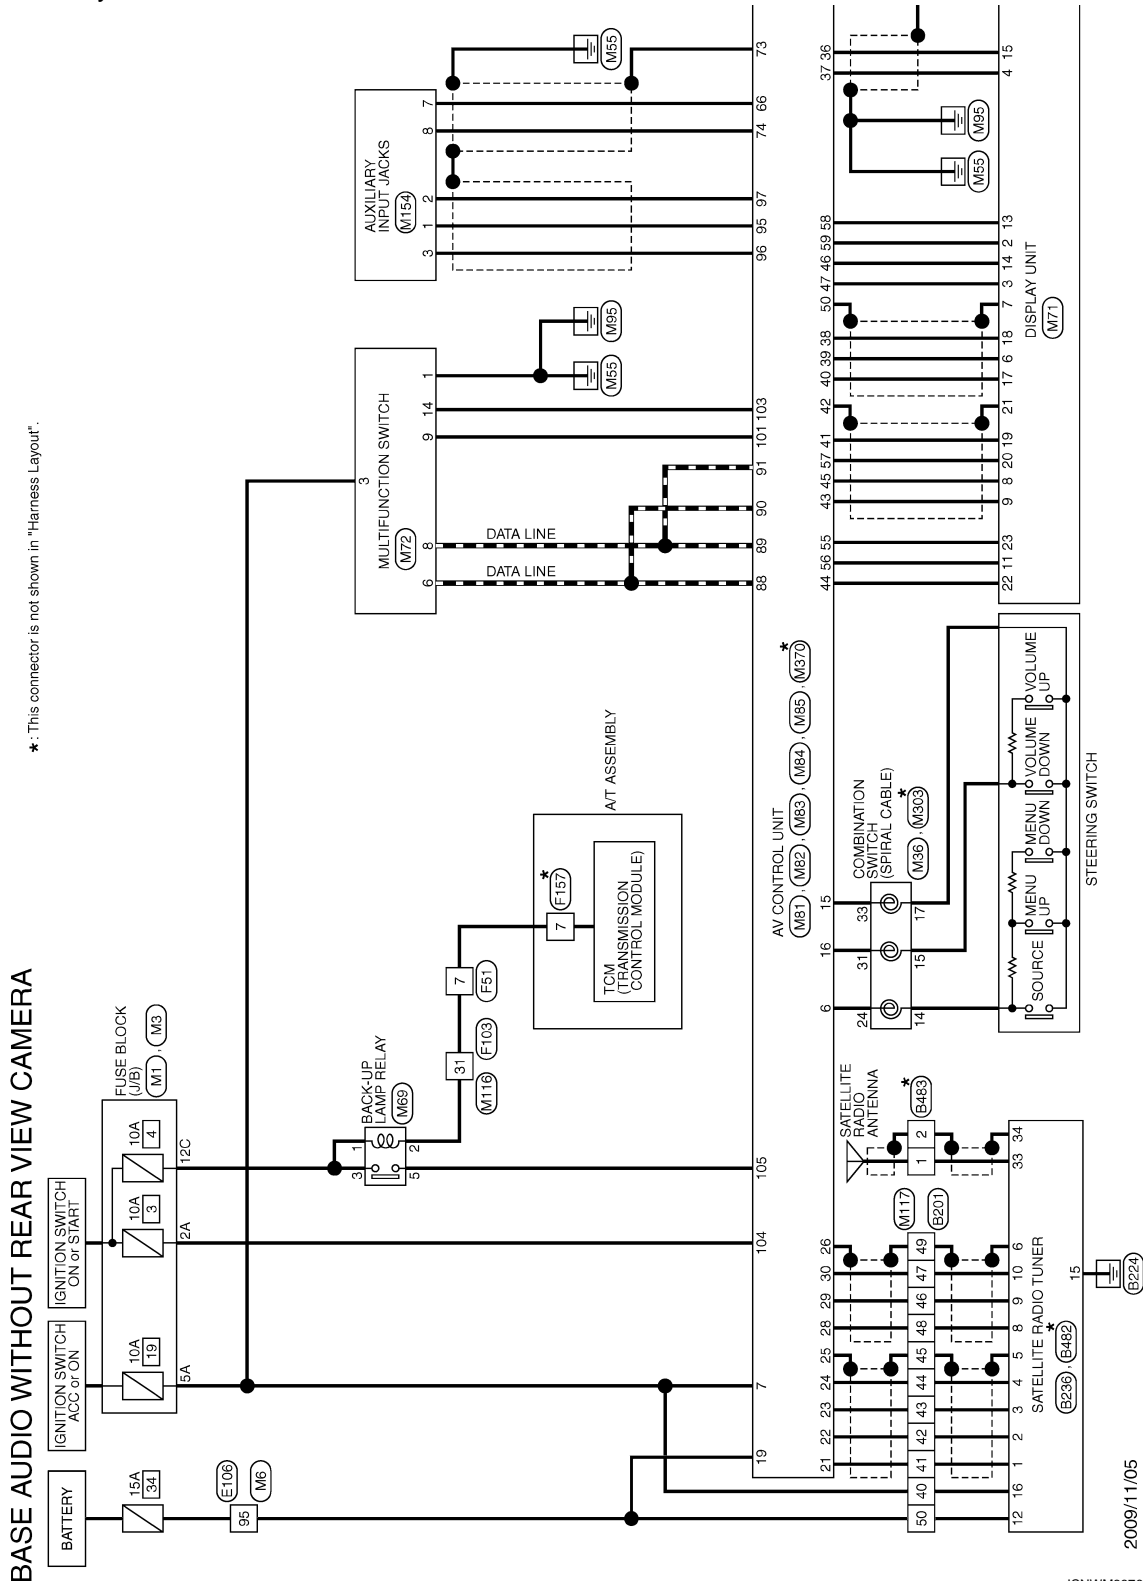 BASE AUDIO WITHOUT REAR VIEW CAMERA
* : This connector is not shown in "Harness Layout".
BATTERY
15A
34
E106
M6
95
IGNITION SWITCH
ACC or ON
10A
19
5A
IGNITION SWITCH
ON or START
10A
3
2A
10A
4
12C
FUSE BLOCK
(J/B)
M1 , M3
BACK-UP
LAMP RELAY
M69
1
3
2
5
31
M116
F103
7
F51
7
* F157
TCM
(TRANSMISSION
CONTROL MODULE)
A/T ASSEMBLY
3
MULTIFUNCTION SWITCH
M72
6
8
9
14
1
DATA LINE
DATA LINE
M55
M95
AUXILIARY
INPUT JACKS
M154
3
1
2
8
7
M55
19
7
104
105
88
89
90
91
101
103
96
95
97
74
66
73
AV CONTROL UNIT
M81 , M82 , M83 , M84 , M85 , M370 *
21
22
23
24
25
28
29
30
26
6
16
15
44
56
55
43
45
57
41
42
40
39
38
50
47
46
59
58
37
36
M55
M95
50
40
41
42
43
44
45
48
46
47
49
M117
B201
12
16
1
2
3
4
5
8
9
10
6
33
34
SATELLITE RADIO TUNER
B236 , B482 *
15
B224
SATELLITE
RADIO
ANTENNA
1
2
B483 *
COMBINATION
SWITCH
(SPIRAL CABLE)
M36 , M303 *
24
31
33
14
15
17
SOURCE
MENU
UP
MENU
DOWN
VOLUME
DOWN
VOLUME
UP
STEERING SWITCH
22
11
23
9
8
20
19
21
17
6
18
7
3
14
2
13
4
15
DISPLAY UNIT
M71
2009/11/05